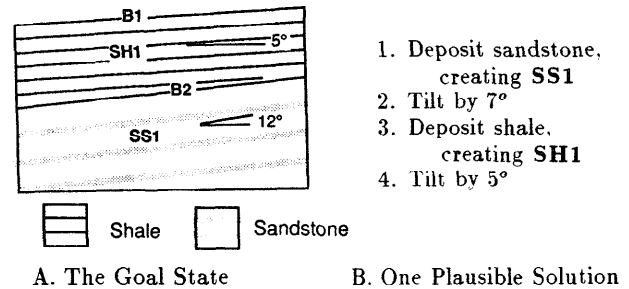 B1
SH1
5°
B2
12°
SS1
Shale
Sandstone
A. The Goal State
1. Deposit sandstone,
creating SS1
2. Tilt by 7°
3. Deposit shale,
creating SH1
4. Tilt by 5°
B. One Plausible Solution